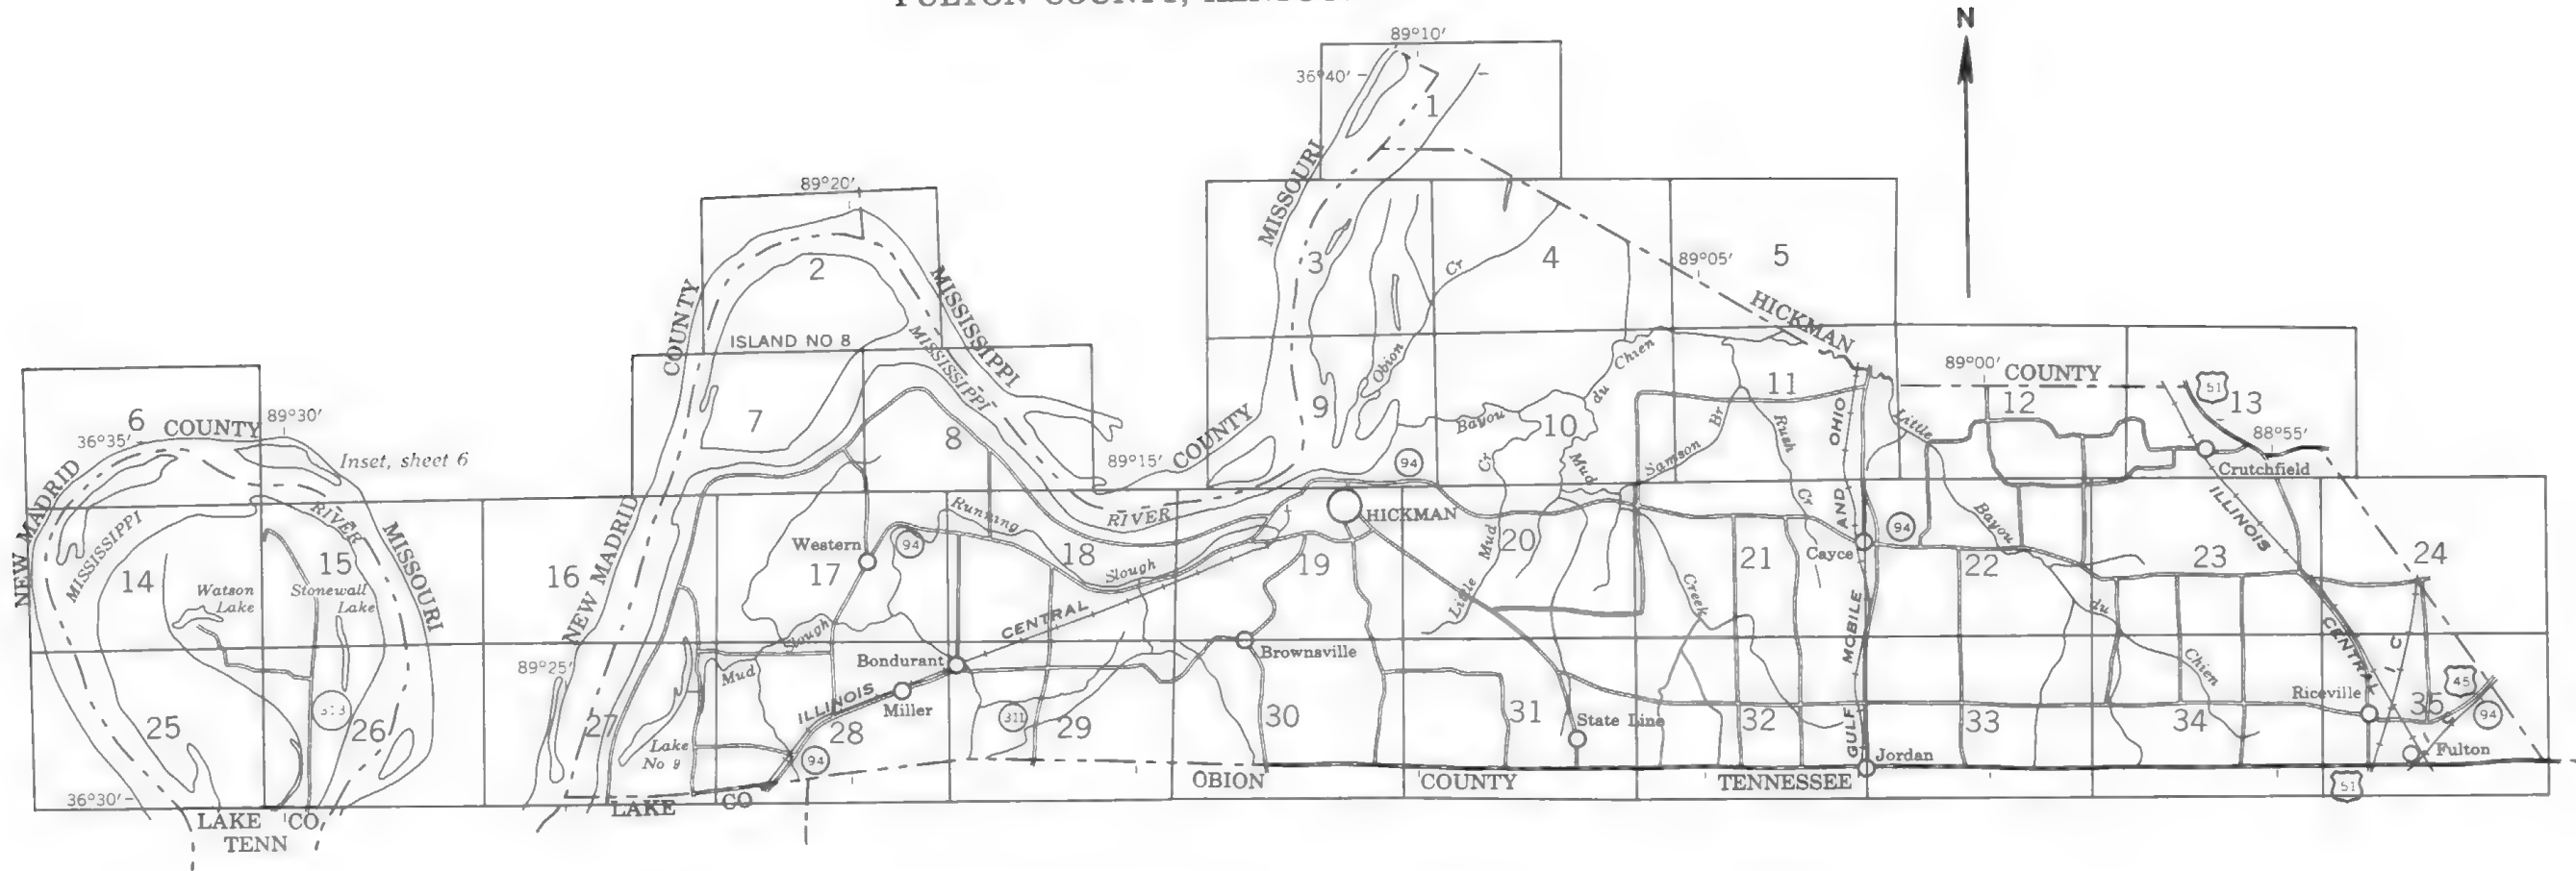 FULTON COUNTY, KENTUCKY
N
89°10'
36°40'
1
MISSOURI
89°20'
2
COUNTY
MISSISSIPPI
ISLAND NO 8
MISSISSIPPI
3
4
5
Cr
Obion
89°05'
HICKMAN
COUNTY
89°00'
6
COUNTY
89°30'
36°35'
Inset, sheet 6
NEW MADRID
MISSISSIPPI
RIVER
MISSOURI
7
8
89°15'
COUNTY
RIVER
9
10
Bayou
du
Chien
Cr
Mud
Samson
Br
11
Rush
Cr
OHIO
AND
MOBILE
GULF
Little
12
51
13
88°55'
Crutchfield
14
Watson
Lake
15
Stonewall
Lake
16
NEW MADRID
Western
17
94
Running
18
Slough
94
HICKMAN
19
20
Mud
Little
Creek
21
Cayce
94
22
Bayou
du
Chien
23
ILLINOIS
CENTRAL
24
25
313
26
36°30'
LAKE CO
TENN
89°25'
27
Mud
Slough
Lake
No 9
Bondurant
Miller
ILLINOIS
CENTRAL
28
94
LAKE CO
311
29
Brownsville
30
31
State Line
32
Jordan
33
34
Riceville
35
I C
45
94
Fulton
51
OBION COUNTY TENNESSEE